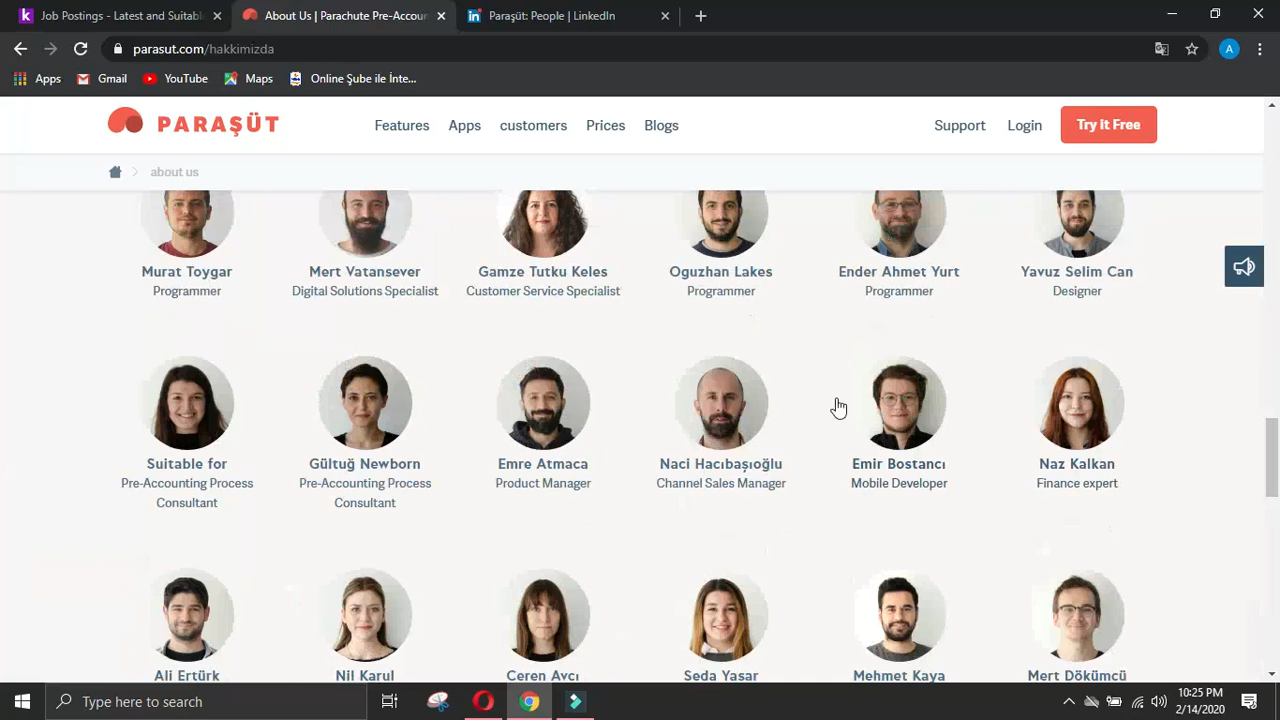 Job Postings - Latest and Suitabl
About Us | Parachute Pre-Accoun
Paraşüt: People | LinkedIn
parasut.com/hakkimizda
A
Apps
Gmail
YouTube
Maps
Online Şube ile İnte...
PARAŞÜT
Features
Apps
customers
Prices
Blogs
Support
Login
Try It Free
about us
Murat Toygar
Programmer
Mert Vatansever
Digital Solutions Specialist
Gamze Tutku Keles
Customer Service Specialist
Oguzhan Lakes
Programmer
Ender Ahmet Yurt
Programmer
Yavuz Selim Can
Designer
Suitable for
Pre-Accounting Process
Consultant
Gültuğ Newborn
Pre-Accounting Process
Consultant
Emre Atmaca
Product Manager
Naci Hacıbaşıoğlu
Channel Sales Manager
Emir Bostancı
Mobile Developer
Naz Kalkan
Finance expert
Ali Ertürk
Nil Karul
Ceren Avcı
Seda Yasar
Mehmet Kaya
Mert Dökümcü
Type here to search
10:25 PM
2/14/2020